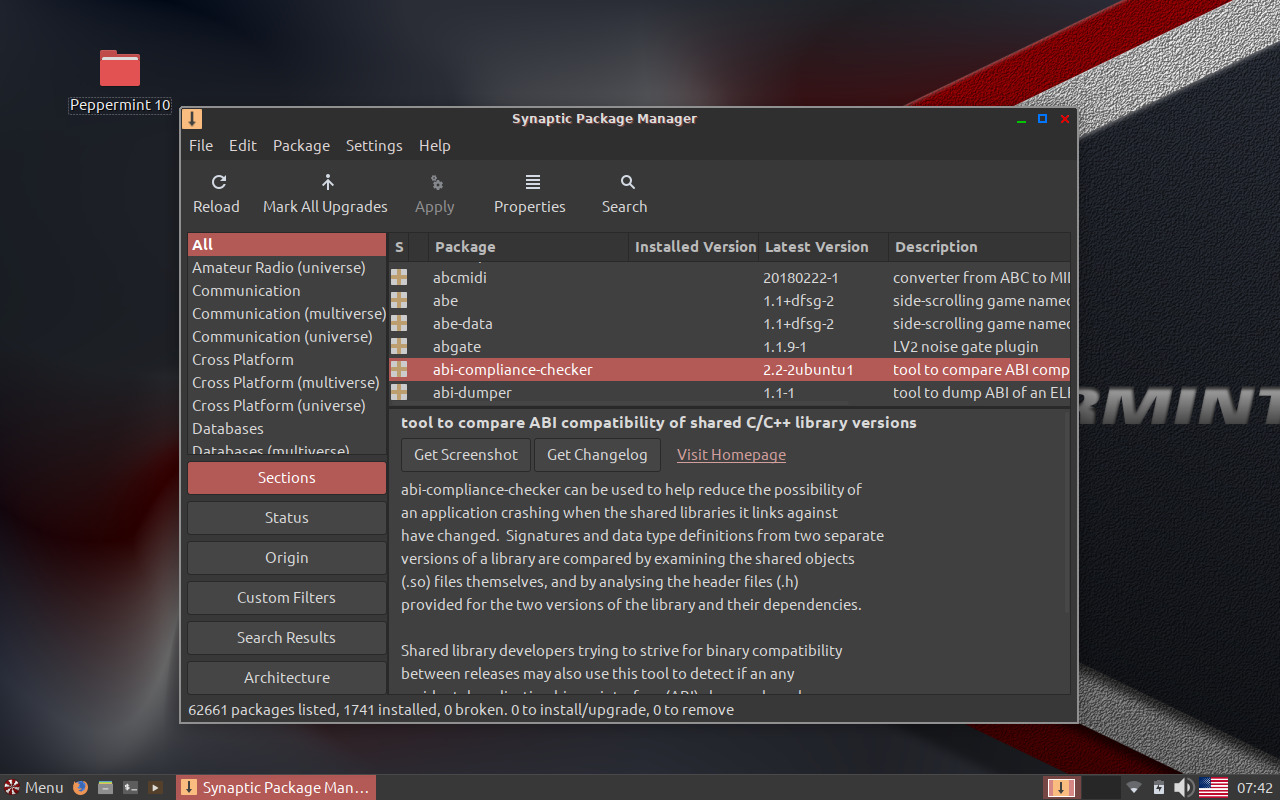 Peppermint 10
Synaptic Package Manager
File Edit Package Settings Help
Reload Mark All Upgrades Apply Properties Search
All
Amateur Radio (universe)
Communication
Communication (multiverse)
Communication (universe)
Cross Platform
Cross Platform (multiverse)
Cross Platform (universe)
Databases
Databases (multiverse)
Sections
Status
Origin
Custom Filters
Search Results
Architecture
S Package Installed Version Latest Version Description
abcmidi 20180222-1 converter from ABC to MI
abe 1.1+dfsg-2 side-scrolling game named
abe-data 1.1+dfsg-2 side-scrolling game named
abgate 1.1.9-1 LV2 noise gate plugin
abi-compliance-checker 2.2-2ubuntu1 tool to compare ABI comp
abi-dumper 1.1-1 tool to dump ABI of an ELF
tool to compare ABI compatibility of shared C/C++ library versions
Get Screenshot Get Changelog Visit Homepage
abi-compliance-checker can be used to help reduce the possibility of
an application crashing when the shared libraries it links against
have changed.  Signatures and data type definitions from two separate
versions of a library are compared by examining the shared objects
(.so) files themselves, and by analysing the header files (.h)
provided for the two versions of the library and their dependencies.
Shared library developers trying to strive for binary compatibility
between releases may also use this tool to detect if an any
62661 packages listed, 1741 installed, 0 broken. 0 to install/upgrade, 0 to remove
RMINT
Menu Synaptic Package Man... 07:42